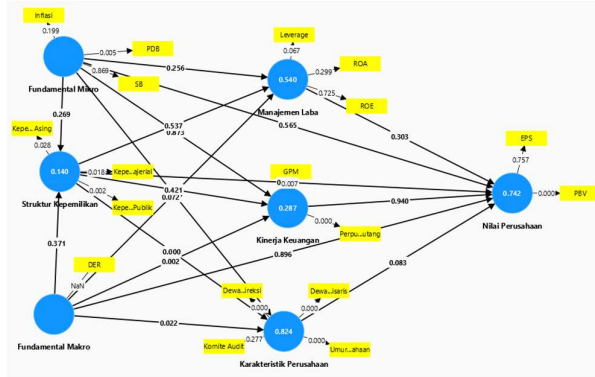 Inflasi
0.199
0.005
PDB
0.869
SB
Fundamental Mikro
Leverage
0.067
0.299
ROA
0.540
0.725
ROE
Manajemen Laba
0.256
0.537
0.873
0.565
0.303
0.269
Kepe... Asing
0.028
0.140
0.018
Kepe...ajerial
0.002
Kepe...Publik
Struktur Kepemilikan
0.421
0.072
GPM
0.007
0.287
0.000
Perpu...utang
Kinerja Keuangan
0.940
EPS
0.757
0.742
0.000
PBV
Nilai Perusahaan
0.371
0.000
0.002
0.896
0.083
DER
NaN
Fundamental Makro
0.022
Dewa...ireksi
0.000
Dewa...isaris
0.000
0.824
Komite Audit
0.277
0.000
Umur...ahaan
Karakteristik Perusahaan